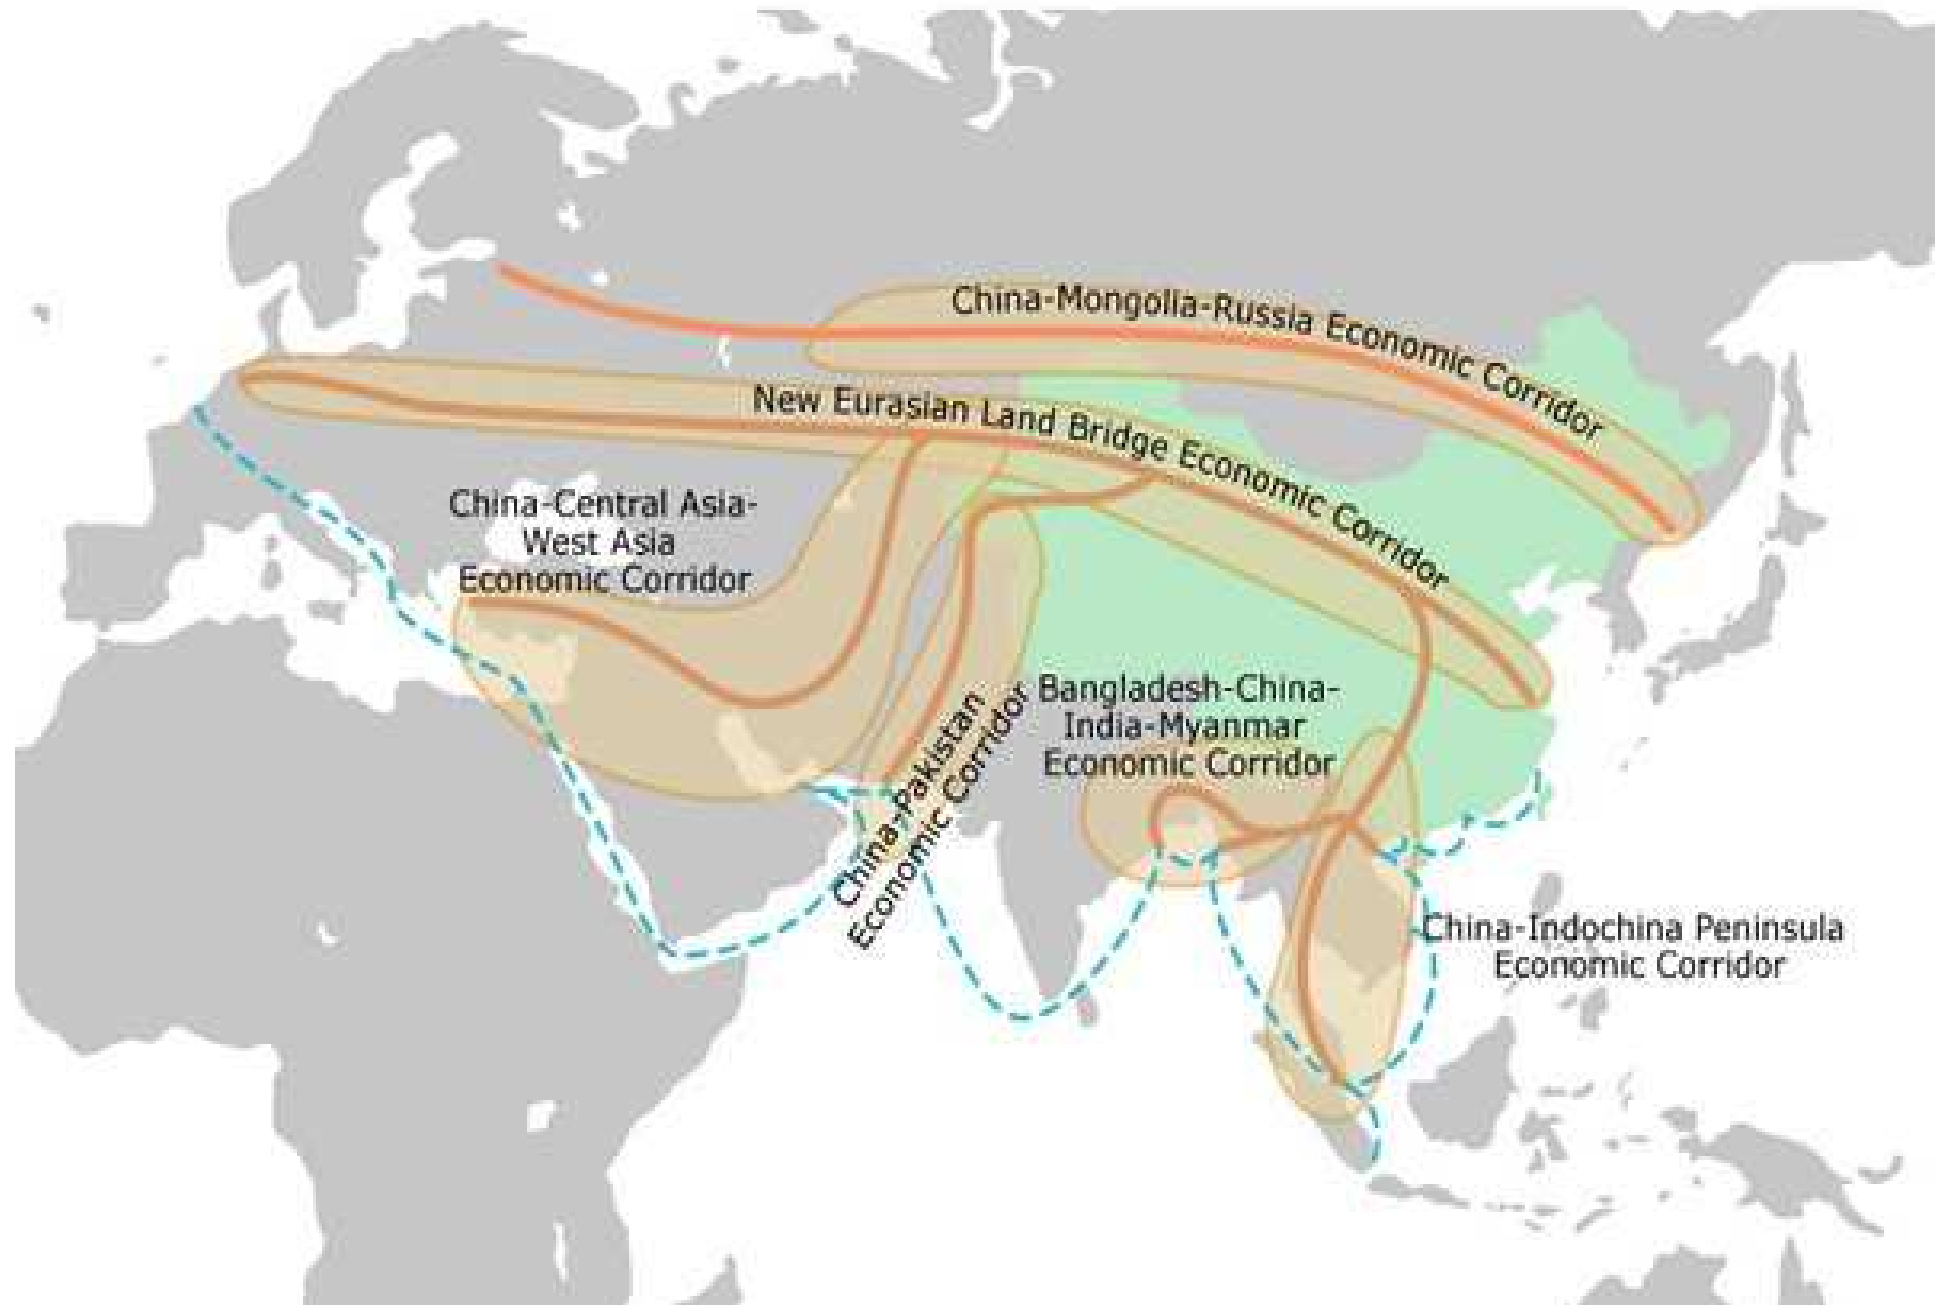 China-Mongolia-Russia Economic Corridor
New Eurasian Land Bridge Economic Corridor
China-Central Asia-
West Asia
Economic Corridor
China-Pakistan
Economic Corridor
Bangladesh-China-
India-Myanmar
Economic Corridor
China-Indochina Peninsula
Economic Corridor